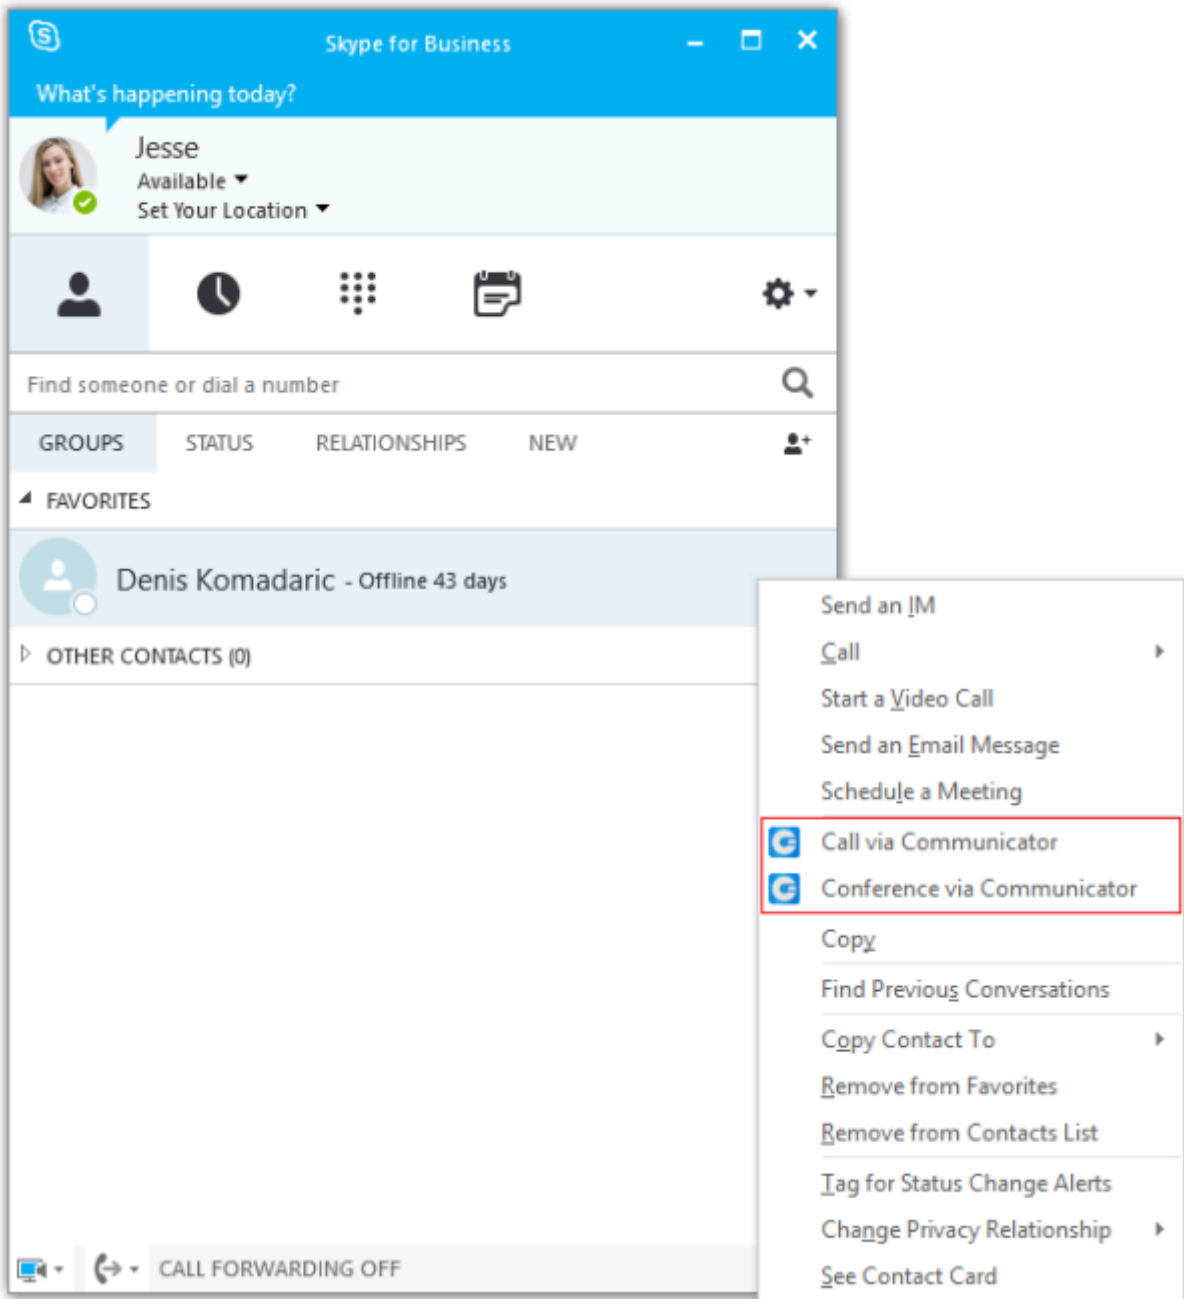 Skype for Business
What's happening today?
Jesse
Available
Set Your Location
Find someone or dial a number
GROUPS STATUS RELATIONSHIPS NEW
FAVORITES
Denis Komadaric - Offline 43 days
OTHER CONTACTS (0)
Send an IM
Call
Start a Video Call
Send an Email Message
Schedule a Meeting
Call via Communicator
Conference via Communicator
Copy
Find Previous Conversations
Copy Contact To
Remove from Favorites
Remove from Contacts List
Tag for Status Change Alerts
Change Privacy Relationship
See Contact Card
CALL FORWARDING OFF